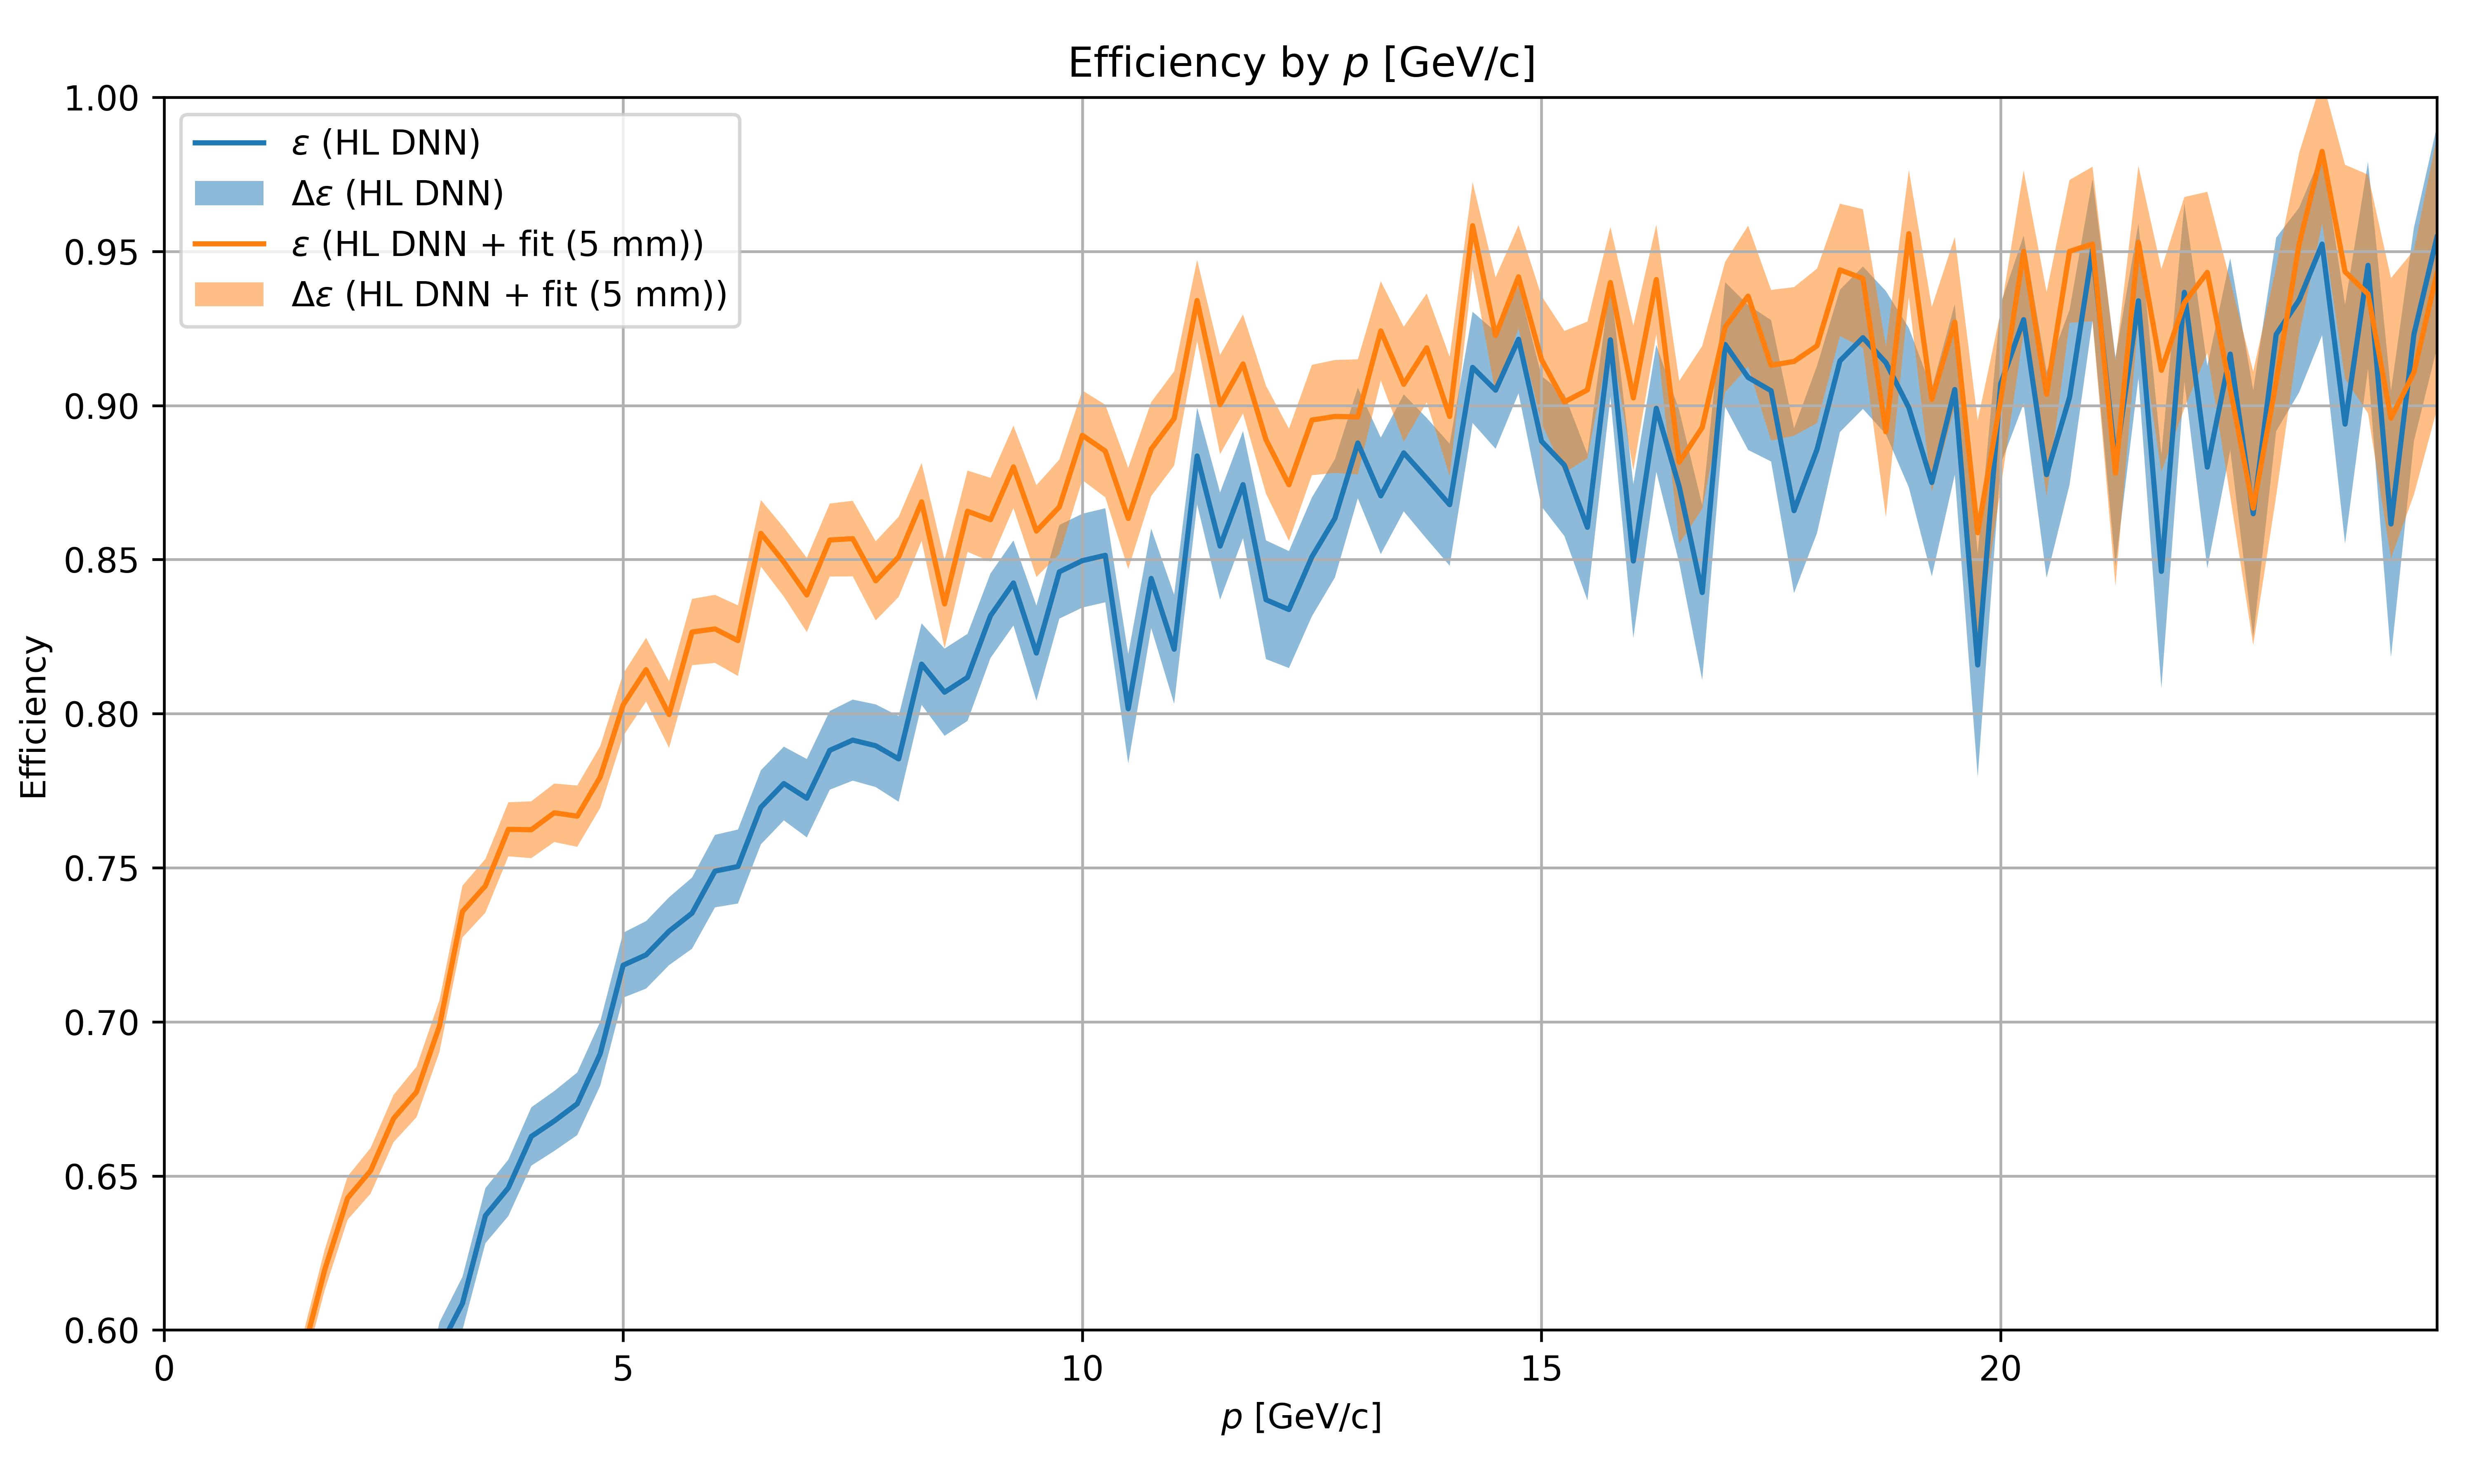 Efficiency by p [GeV/c]
ε (HL DNN)
Δε (HL DNN)
ε (HL DNN + fit (5 mm))
Δε (HL DNN + fit (5 mm))
Efficiency
1.00
0.95
0.90
0.85
0.80
0.75
0.70
0.65
0.60
0 5 10 15 20
p [GeV/c]